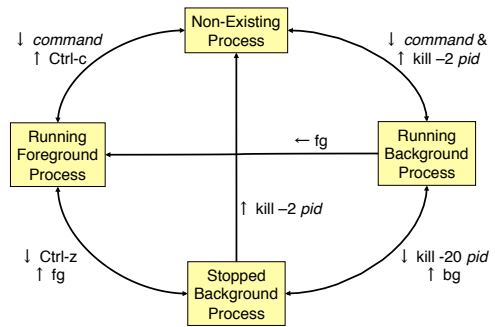 Non-Existing
Process
↓ command
↑ Ctrl-c
↓ command &
↑ kill –2 pid
Running
Foreground
Process
← fg
Running
Background
Process
↑ kill –2 pid
↓ Ctrl-z
↑ fg
Stopped
Background
Process
↓ kill -20 pid
↑ bg